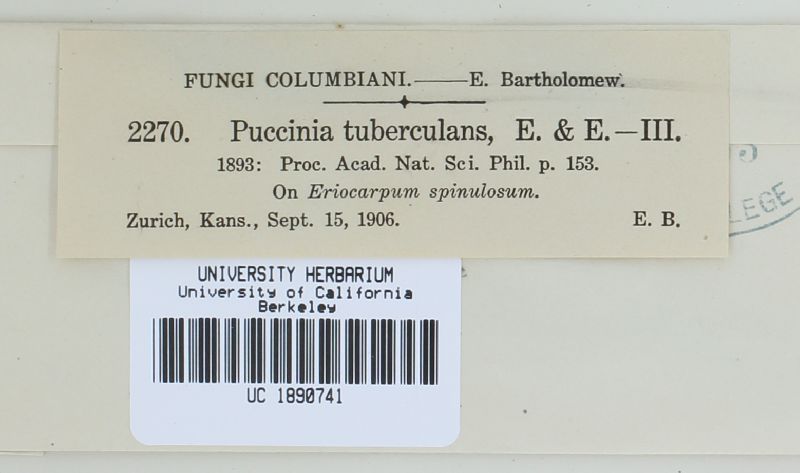 FUNGI COLUMBIANI.——E. Bartholomew.
2270. Puccinia tuberculans, E. & E.—III.
1893: Proc. Acad. Nat. Sci. Phil. p. 153.
On Eriocarpum spinulosum.
Zurich, Kans., Sept. 15, 1906. E. B.
UNIVERSITY HERBARIUM
University of California
Berkeley
UC 1890741